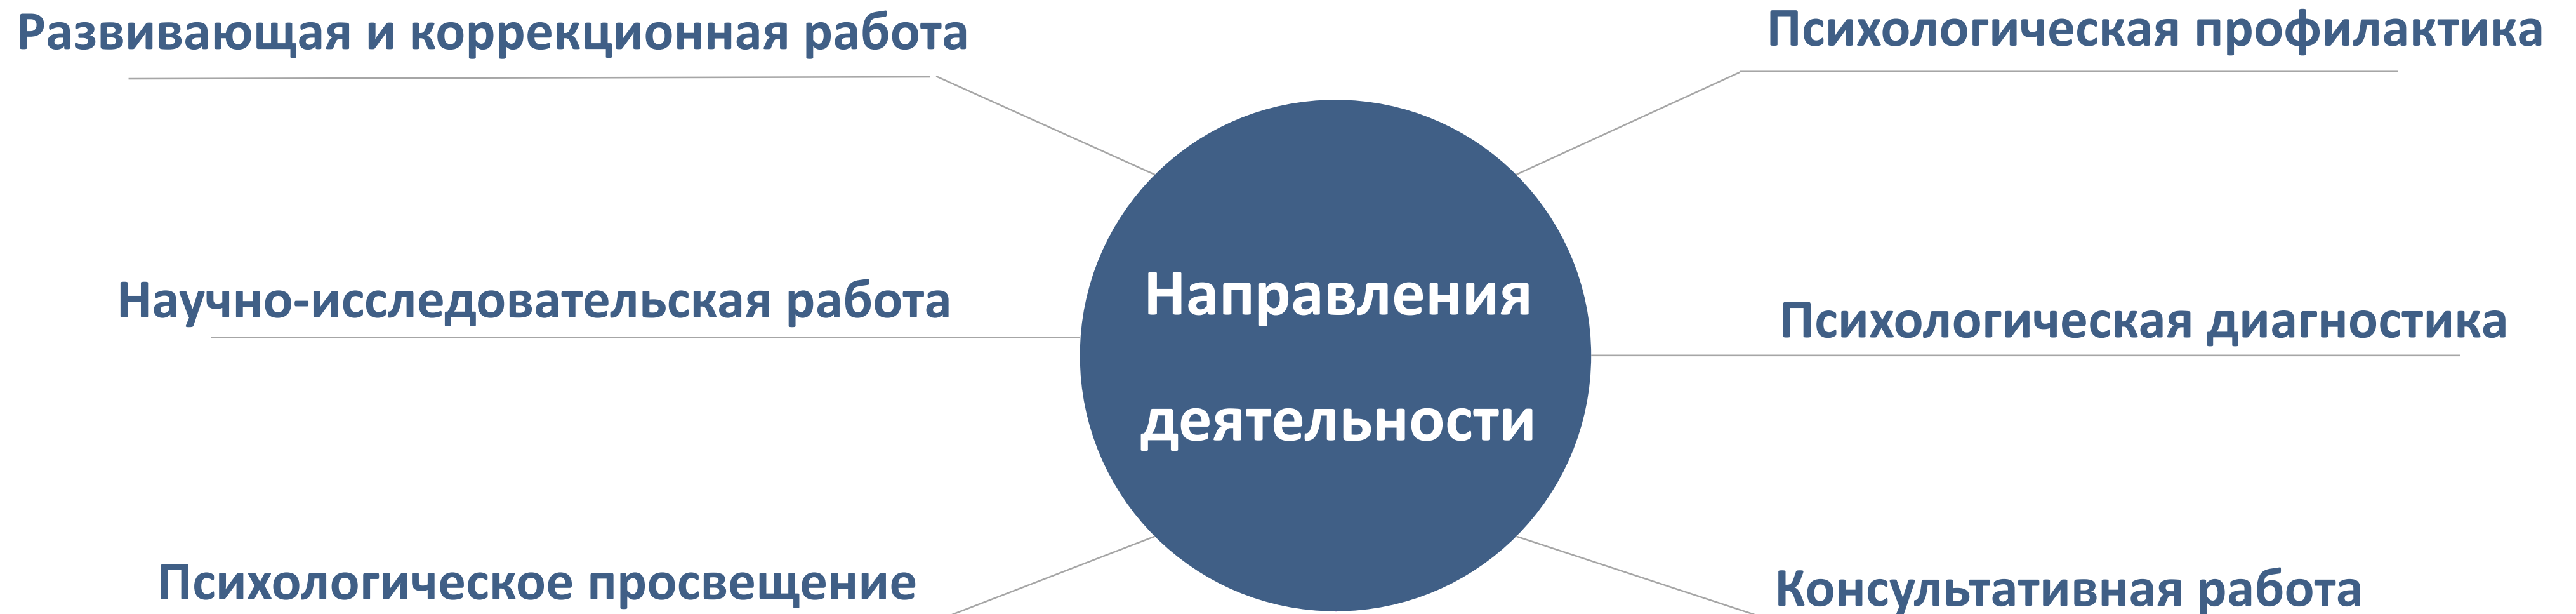 Развивающая и коррекционная работа
Психологическая профилактика
Научно-исследовательская работа
Направления
деятельности
Психологическая диагностика
Психологическое просвещение
Консультативная работа